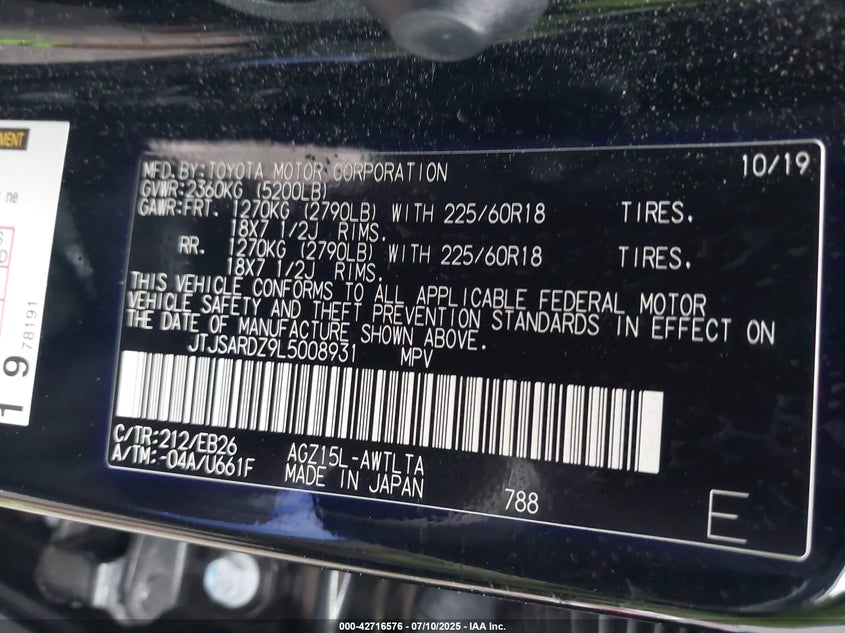 MENT
ne
S
D
19 78191
10/19
MFD.BY:TOYOTA MOTOR CORPORATION
GVWR:2360KG (5200LB)
GAWR:FRT. 1270KG (2790LB) WITH 225/60R18 TIRES.
18X7 1/2J RIMS.
RR. 1270KG (2790LB) WITH 225/60R18 TIRES.
18X7 1/2J RIMS.
THIS VEHICLE CONFORMS TO ALL APPLICABLE FEDERAL MOTOR
VEHICLE SAFETY AND THEFT PREVENTION STANDARDS IN EFFECT ON
THE DATE OF MANUFACTURE SHOWN ABOVE.
JTJSARDZ9L5008931 MPV
C/TR:212/EB26 AGZ15L-AWTLTA
A/TM:-04A/U661F MADE IN JAPAN
788
E
000-42716576 - 07/10/2025 - IAA Inc.